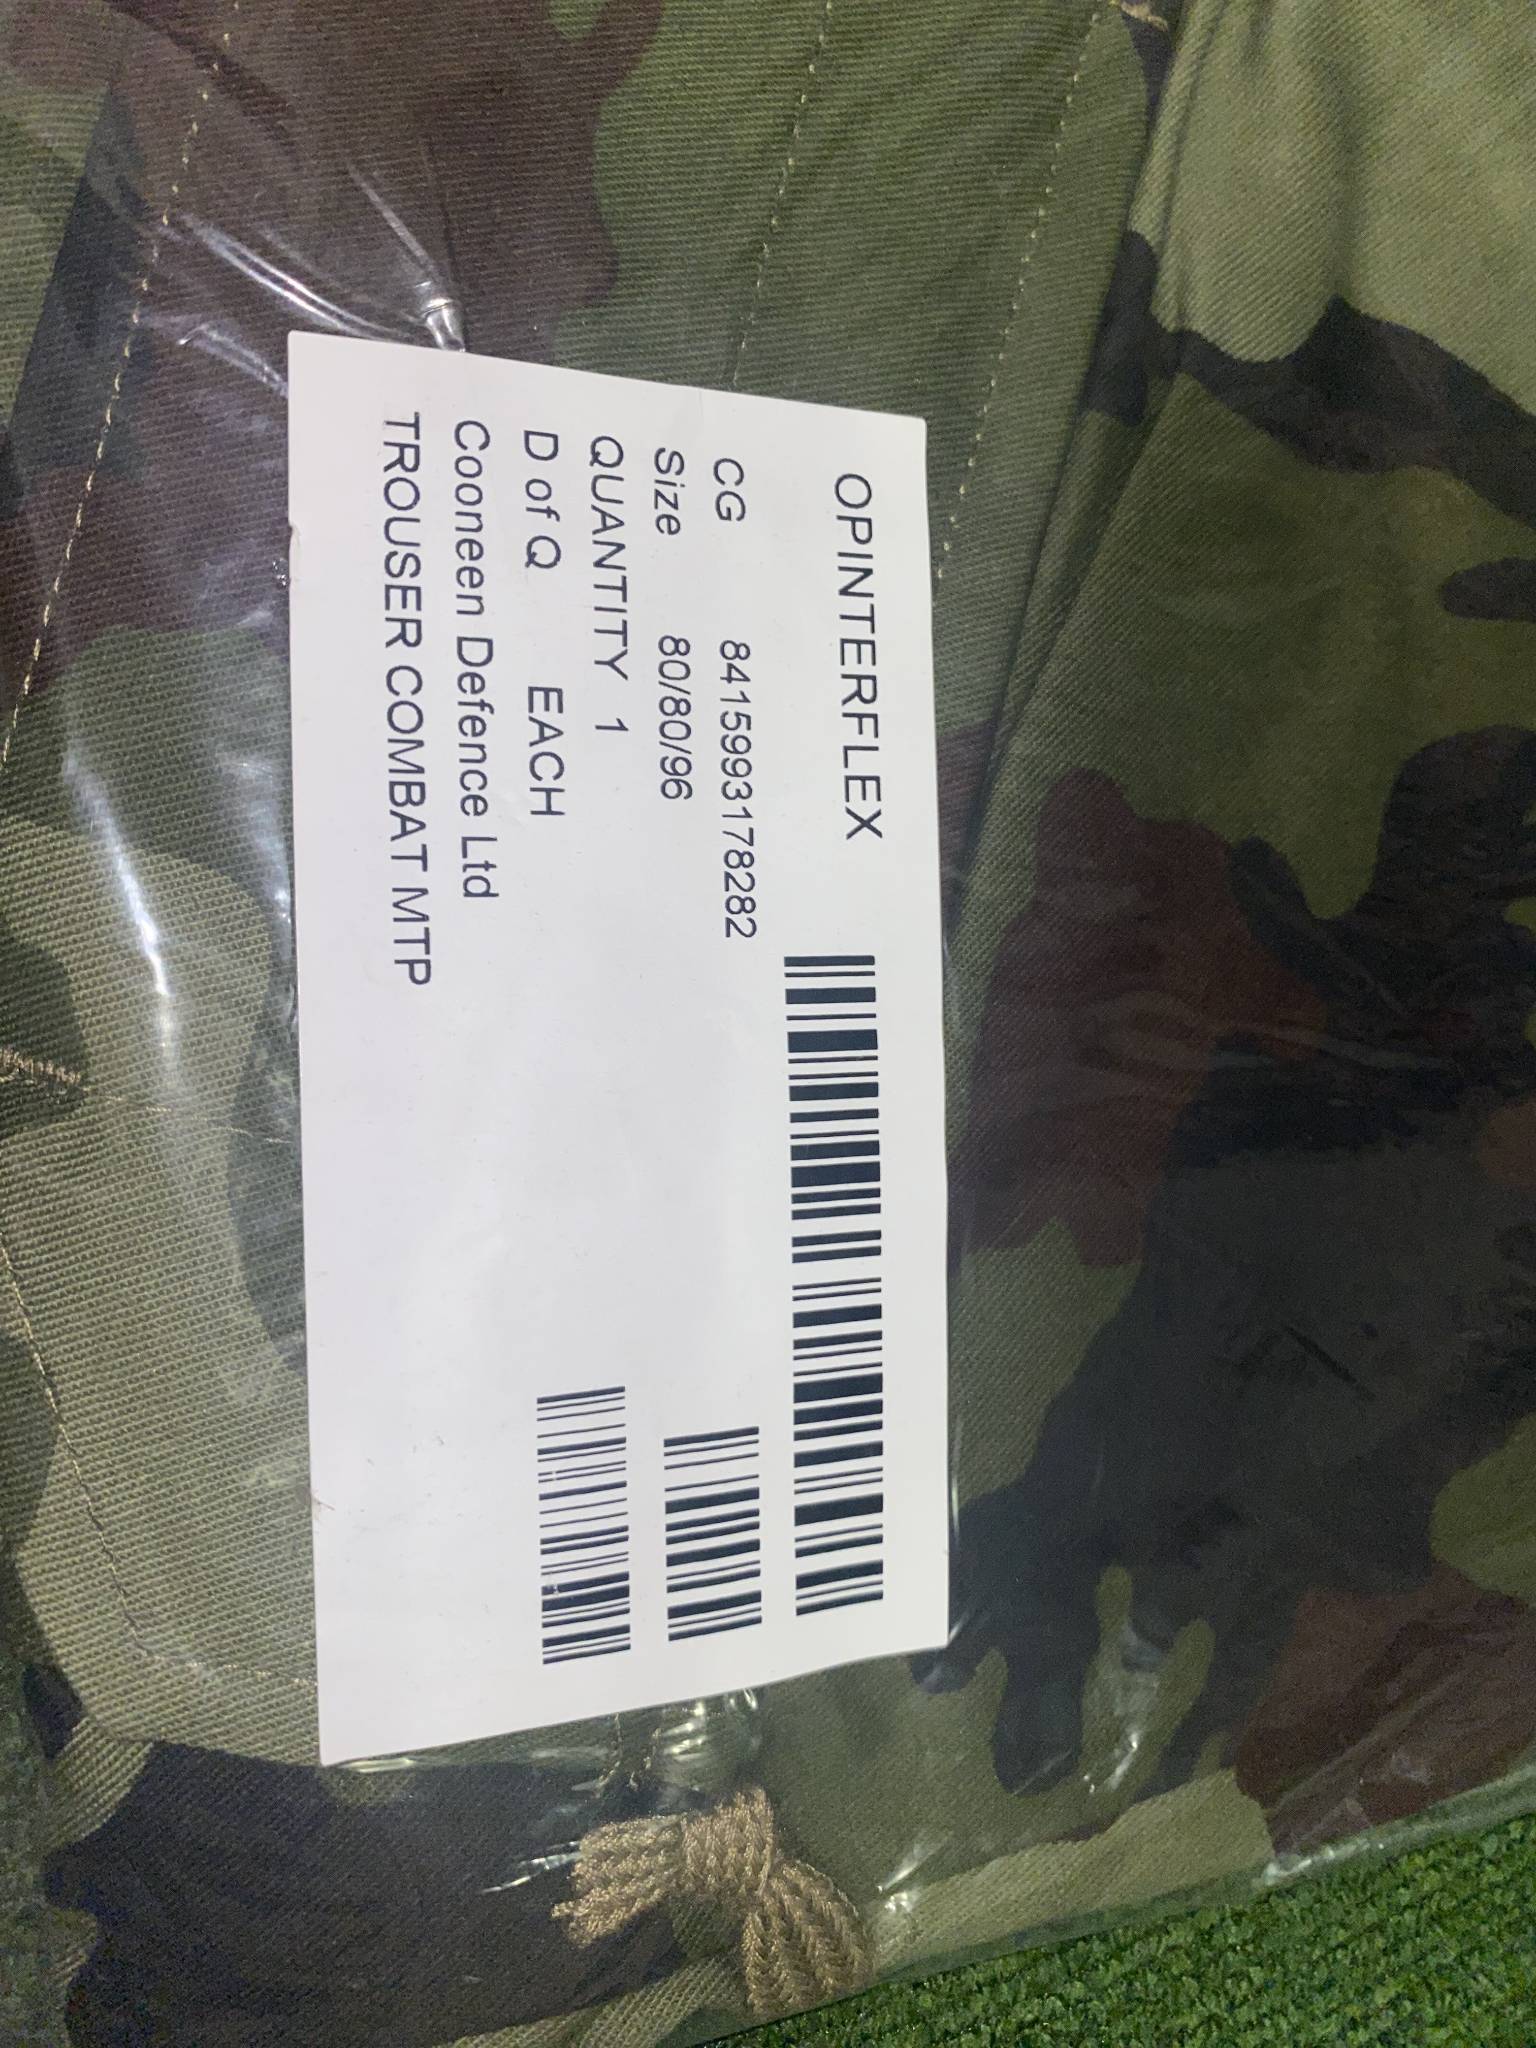 OPINTERFLEX
CG 8415993178282
Size 80/80/96
QUANTITY 1
D of Q EACH
Cooneen Defence Ltd
TROUSER COMBAT MTP